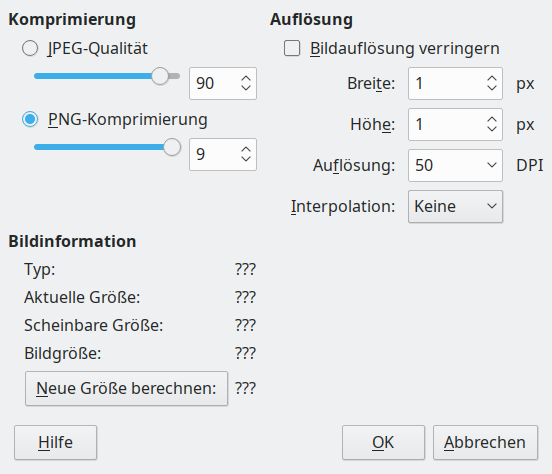 Komprimierung
JPEG-Qualität
90
PNG-Komprimierung
9
Auflösung
Bildauflösung verringern
Breite: 1 px
Höhe: 1 px
Auflösung: 50 DPI
Interpolation: Keine
Bildinformation
Typ: ???
Aktuelle Größe: ???
Scheinbare Größe: ???
Bildgröße: ???
Neue Größe berechnen: ???
Hilfe OK Abbrechen